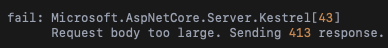 fail: Microsoft.AspNetCore.Server.Kestrel[43]
Request body too large. Sending 413 response.